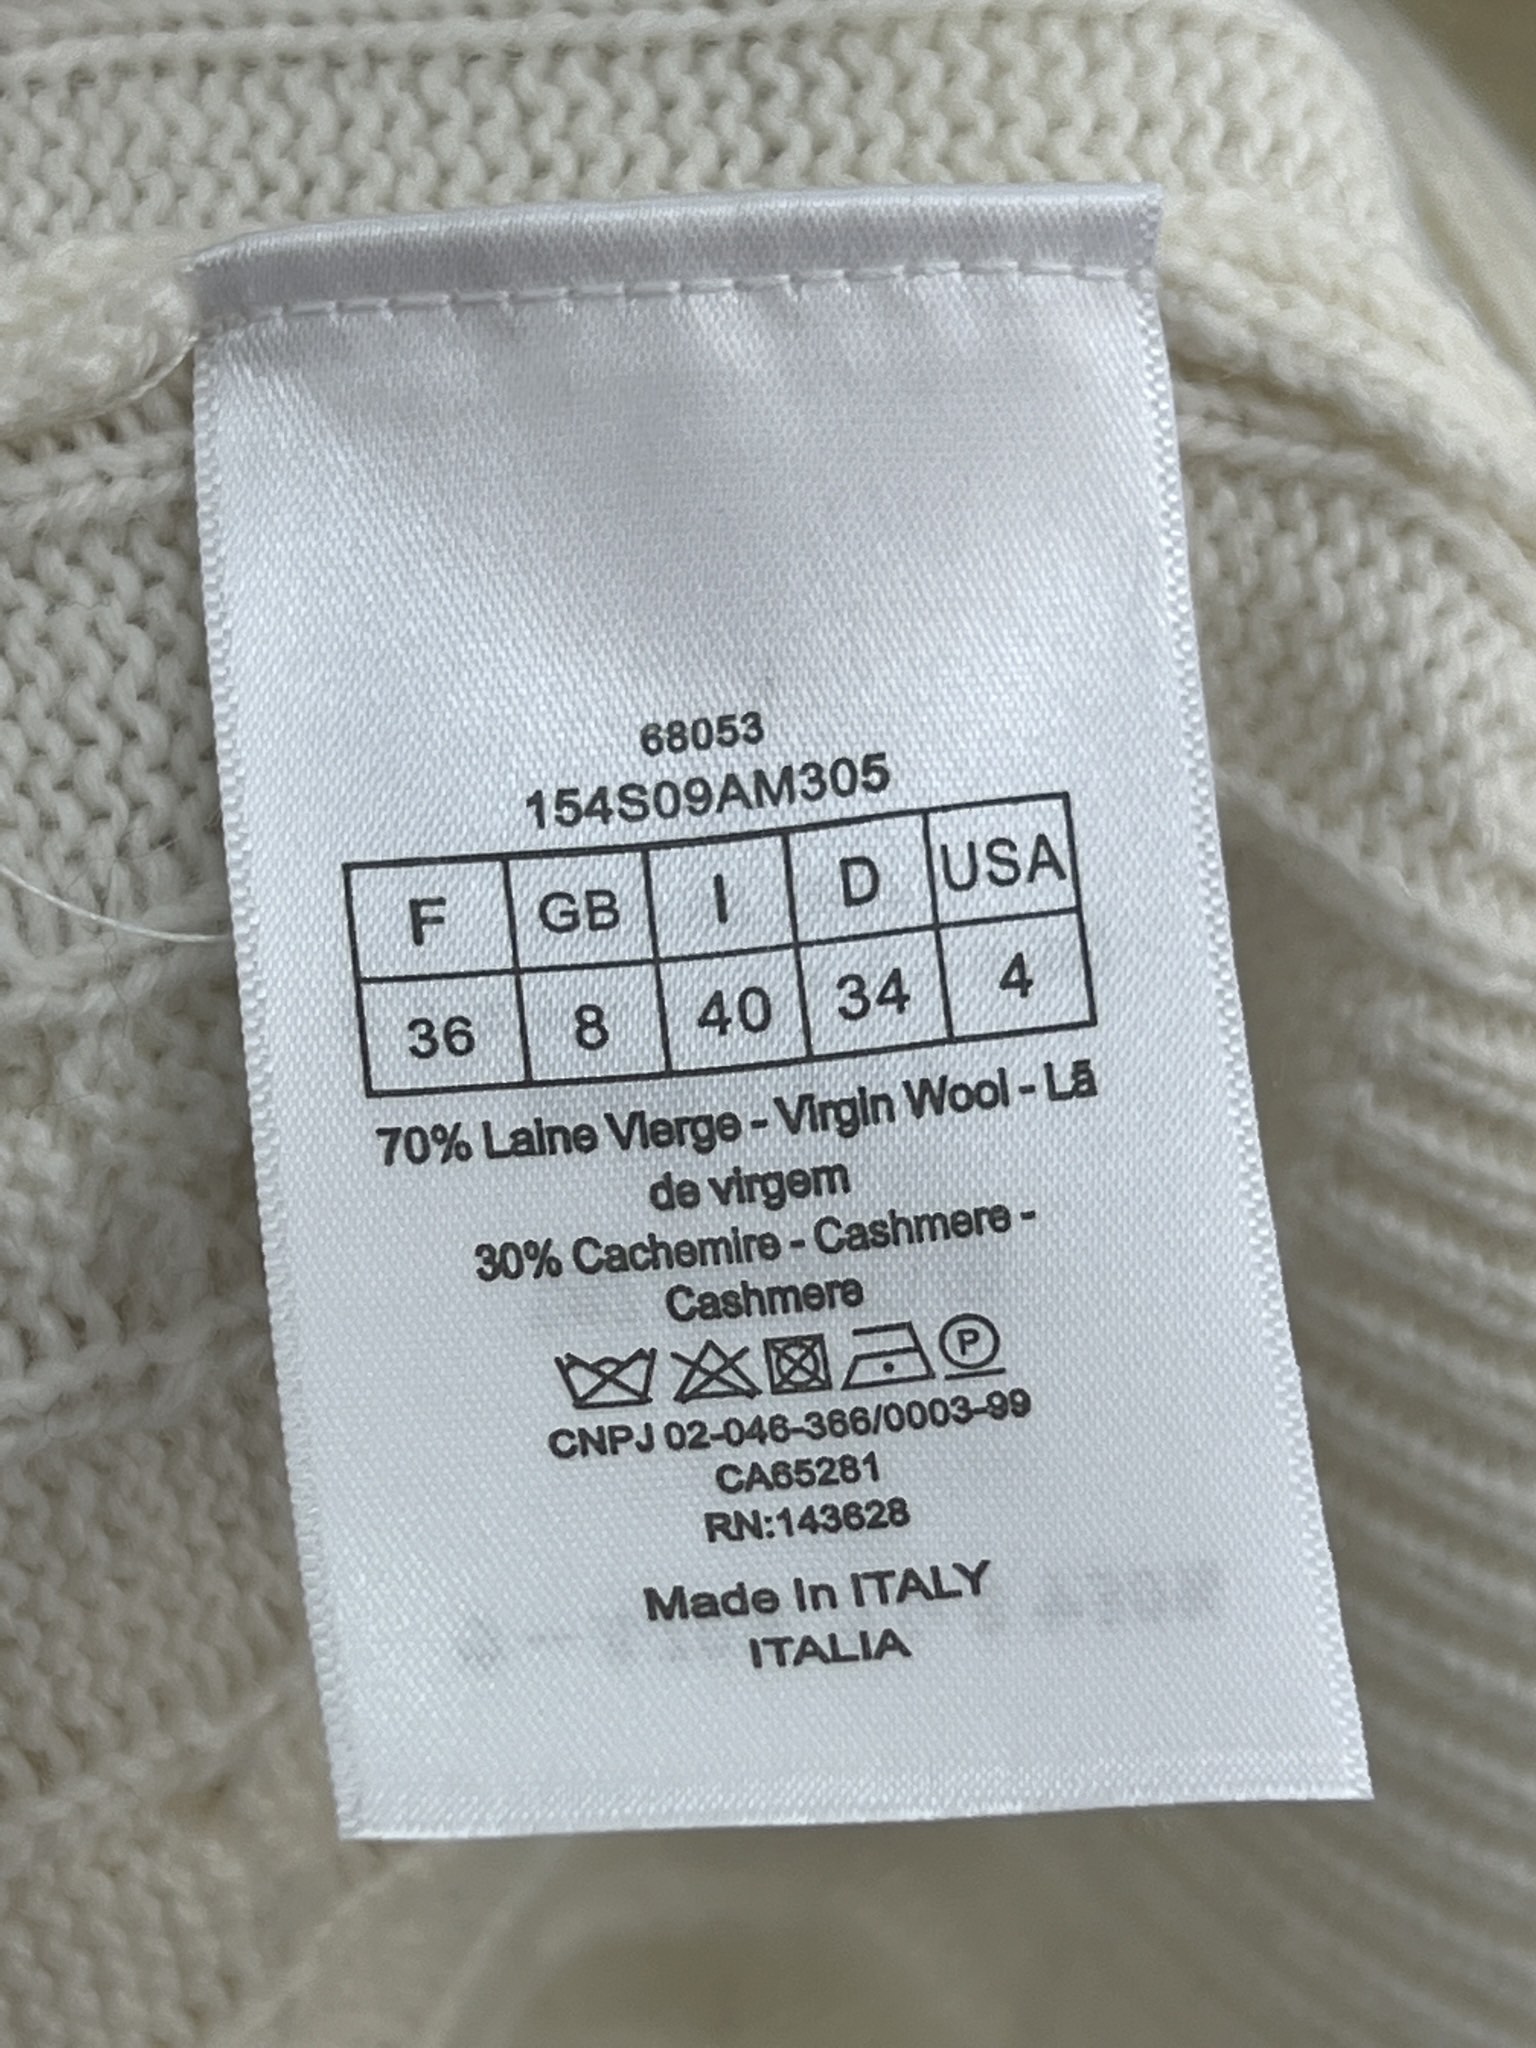 68053
154S09AM305
F GB I D USA
36 8 40 34 4
70% Laine Vierge - Virgin Wool - Lã
de virgem
30% Cachemire - Cashmere -
Cashmere
P
CNPJ 02-046-366/0003-99
CA65281
RN:143628
Made In ITALY
ITALIA